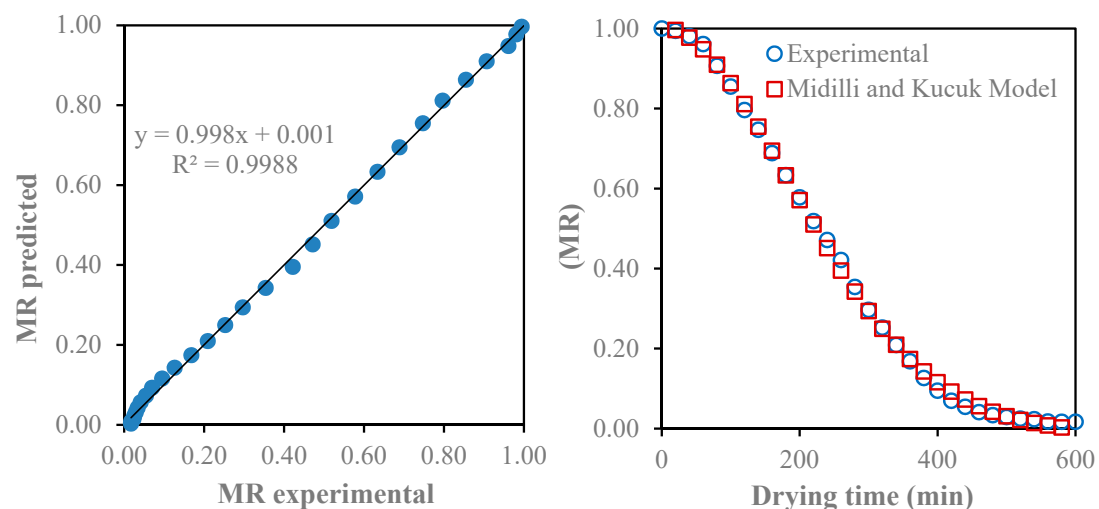 MR predicted
1.00
0.80
0.60
0.40
0.20
0.00
y = 0.998x + 0.001
R² = 0.9988
0.00 0.20 0.40 0.60 0.80 1.00
MR experimental
(MR)
1.00
0.80
0.60
0.40
0.20
0.00
Experimental
Midilli and Kucuk Model
0 200 400 600
Drying time (min)